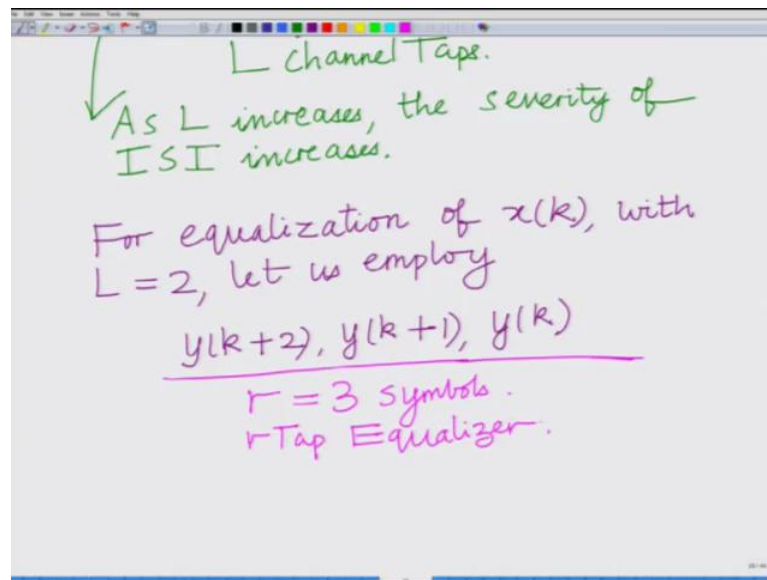 L Channel Taps.
As L increases, the severity of
ISI increases.
For equalization of x(k), with
L = 2, let us employ
y(k+2), y(k+1), y(k)
r = 3 symbols.
r Tap Equalizer.